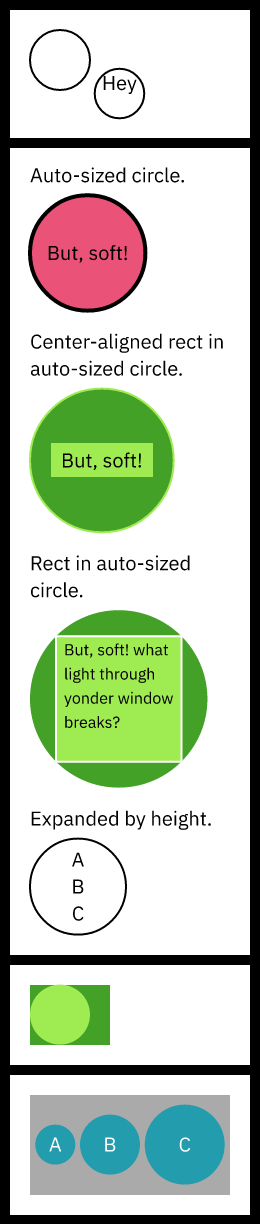 Hey
Auto-sized circle.
But, soft!
Center-aligned rect in
auto-sized circle.
But, soft!
Rect in auto-sized
circle.
But, soft! what
light through
yonder window
breaks?
Expanded by height.
A
B
C
A B C